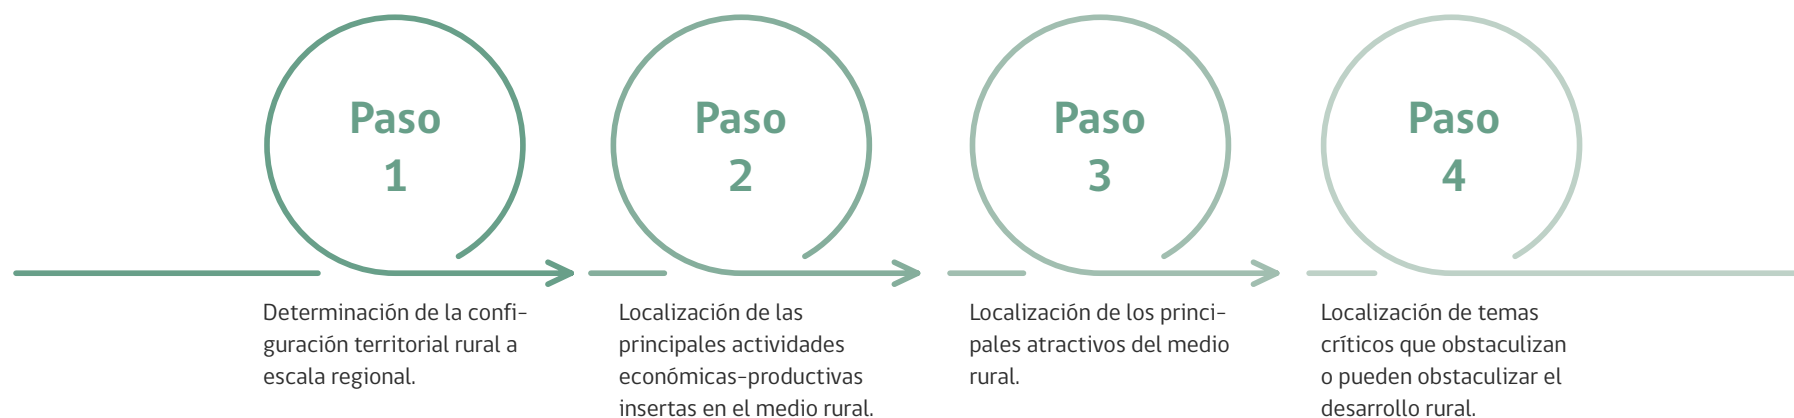 Paso
1
Determinación de la confi-
guración territorial rural a
escala regional.
Paso
2
Localización de las
principales actividades
económicas-productivas
insertas en el medio rural.
Paso
3
Localización de los princi-
pales atractivos del medio
rural.
Paso
4
Localización de temas
críticos que obstaculizan
o pueden obstaculizar el
desarrollo rural.